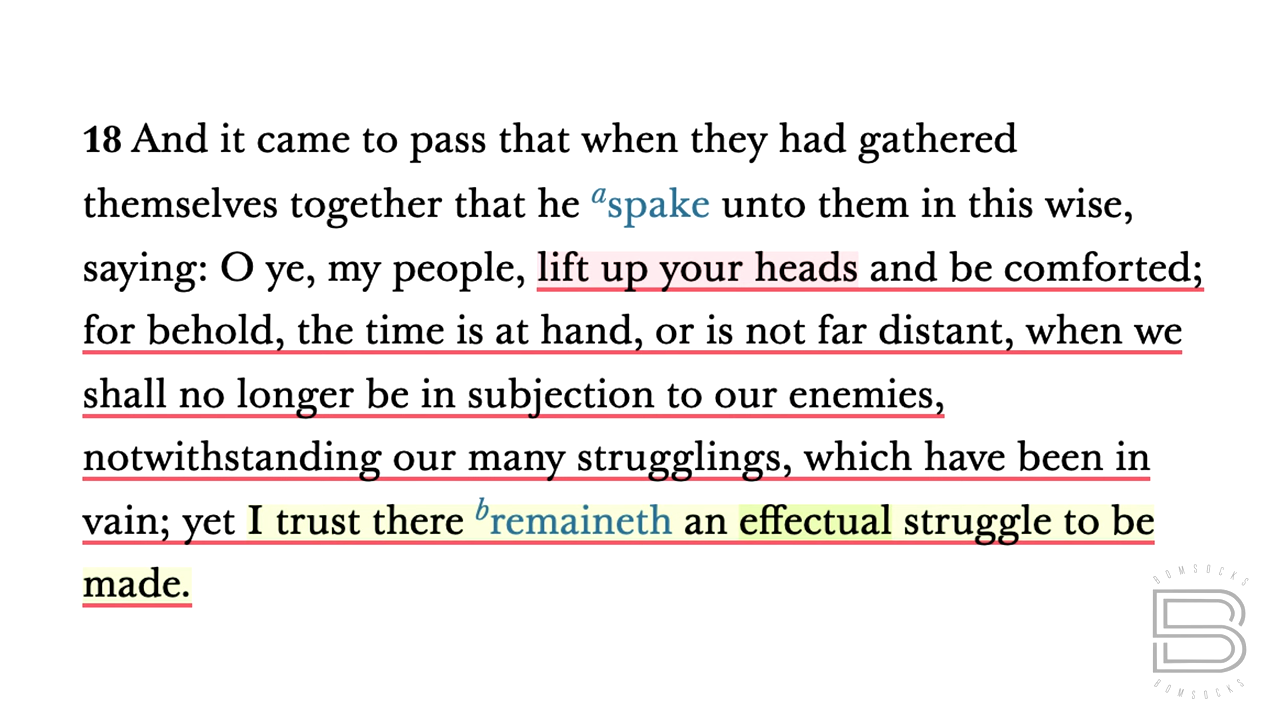 18 And it came to pass that when they had gathered
themselves together that he aspake unto them in this wise,
saying: O ye, my people, lift up your heads and be comforted;
for behold, the time is at hand, or is not far distant, when we
shall no longer be in subjection to our enemies,
notwithstanding our many strugglings, which have been in
vain; yet I trust there bremaineth an effectual struggle to be
made.
BOMSOCKS
B
BOMSOCKS